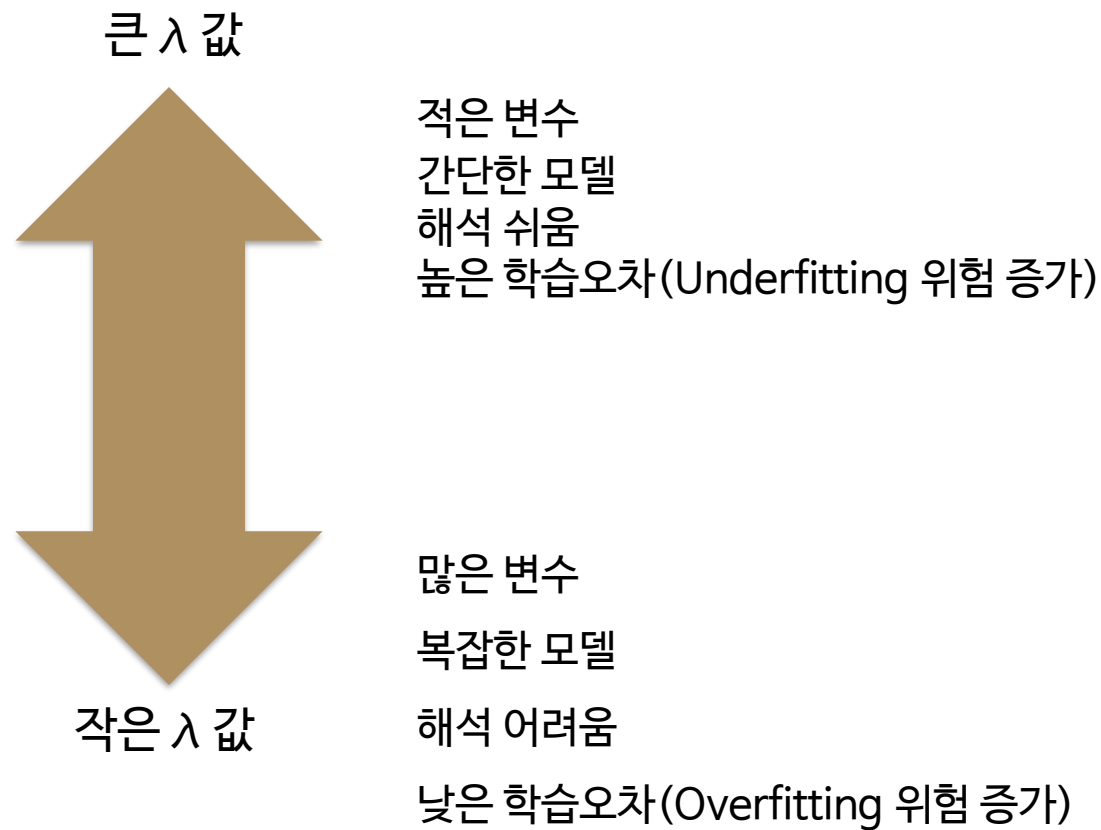 큰 λ 값
적은 변수
간단한 모델
해석 쉬움
높은 학습오차(Underfitting 위험 증가)
많은 변수
복잡한 모델
작은 λ 값
해석 어려움
낮은 학습오차(Overfitting 위험 증가)